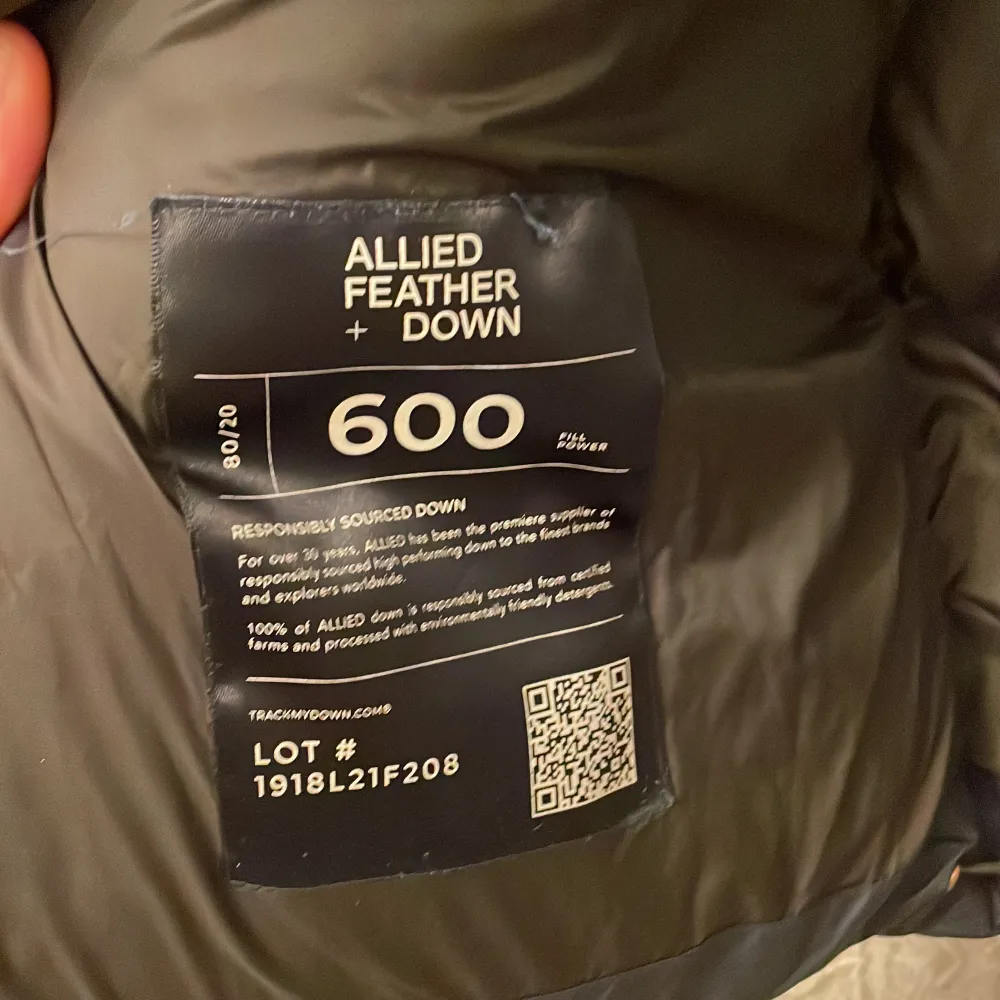 ALLIED
FEATHER
+ DOWN
80/20
600
FILL
POWER
RESPONSIBLY SOURCED DOWN
For over 30 years, ALLIED has been the premiere supplier of
responsibly sourced high performing down to the finest brands
and explorers worldwide.
100% of ALLIED down is responsibly sourced from certified
farms and processed with environmentally friendly detergents.
TRACKMYDOWN.COM®
LOT #
1918L21F208